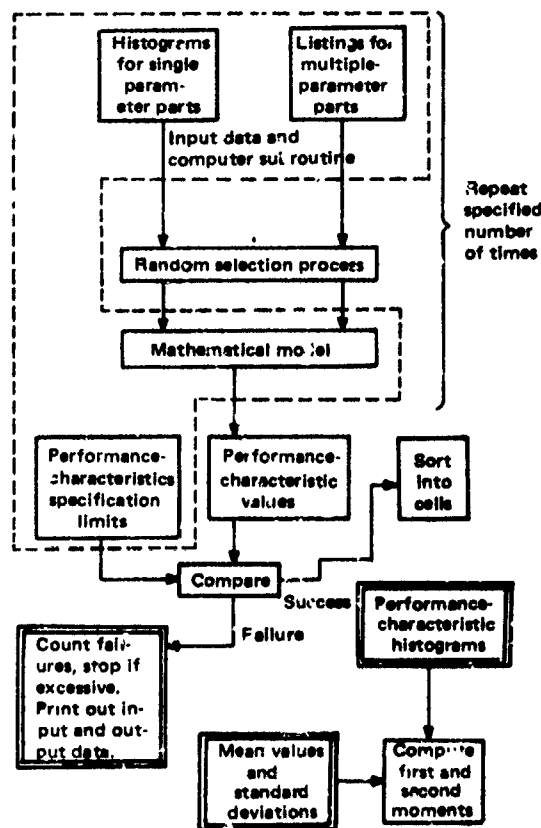 Histograms
for single
param-
eter parts
Listings for
multiple-
parameter
parts
Input data and
computer sub routine
Repeat
specified
number
of times
Random selection process
Mathematical model
Performance-
characteristics
specification
limits
Performance-
characteristic
values
Sort
into
cells
Compare
Success
Failure
Performance-
characteristic
histograms
Count fail-
ures, stop if
excessive.
Print out in-
put and out-
put data.
Mean values
and
standard
deviations
Compute
first and
second
moments